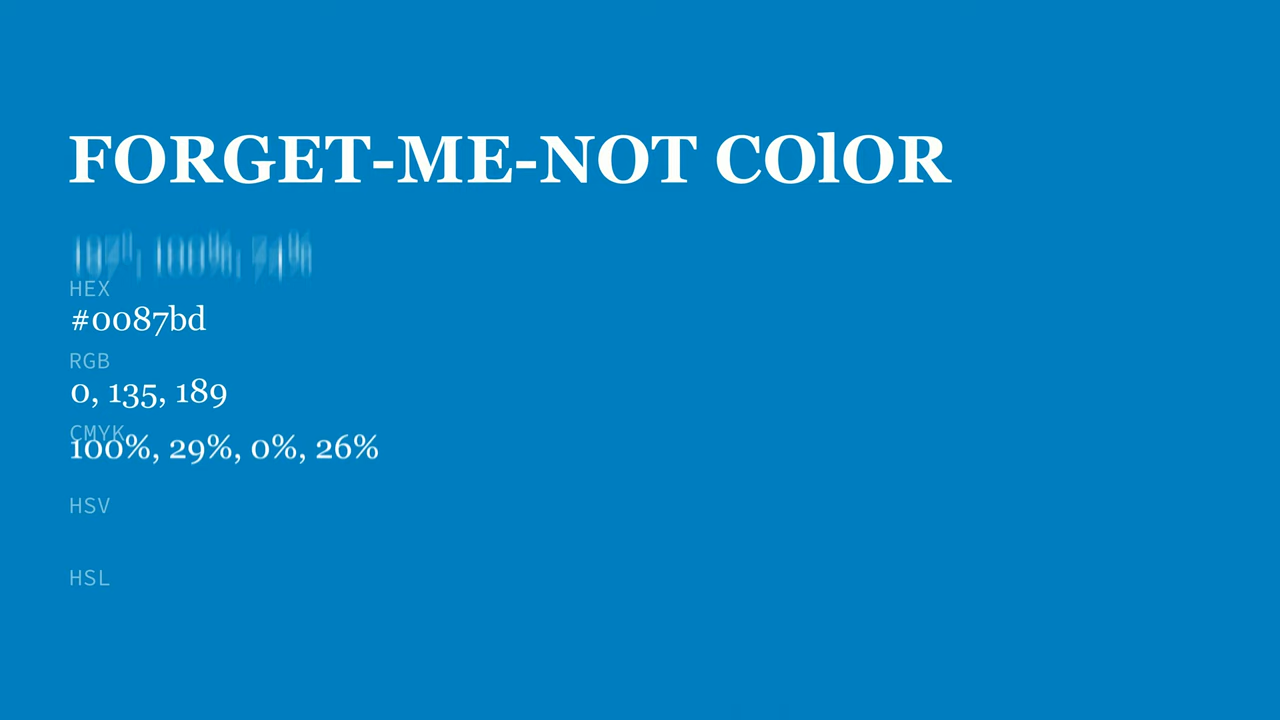 FORGET-ME-NOT COlOR
HEX
#0087bd
RGB
0, 135, 189
CMYK
100%, 29%, 0%, 26%
HSV
HSL